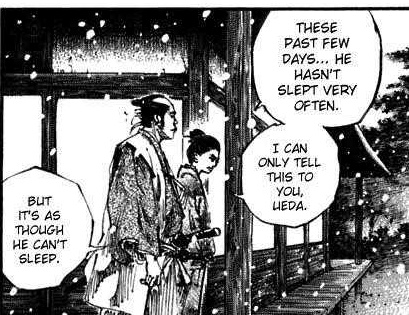 THESE
PAST FEW
DAYS... HE
HASN'T
SLEPT VERY
OFTEN.
I CAN
ONLY TELL
THIS TO
YOU,
UEDA.
BUT
IT'S AS
THOUGH
HE CAN'T
SLEEP.